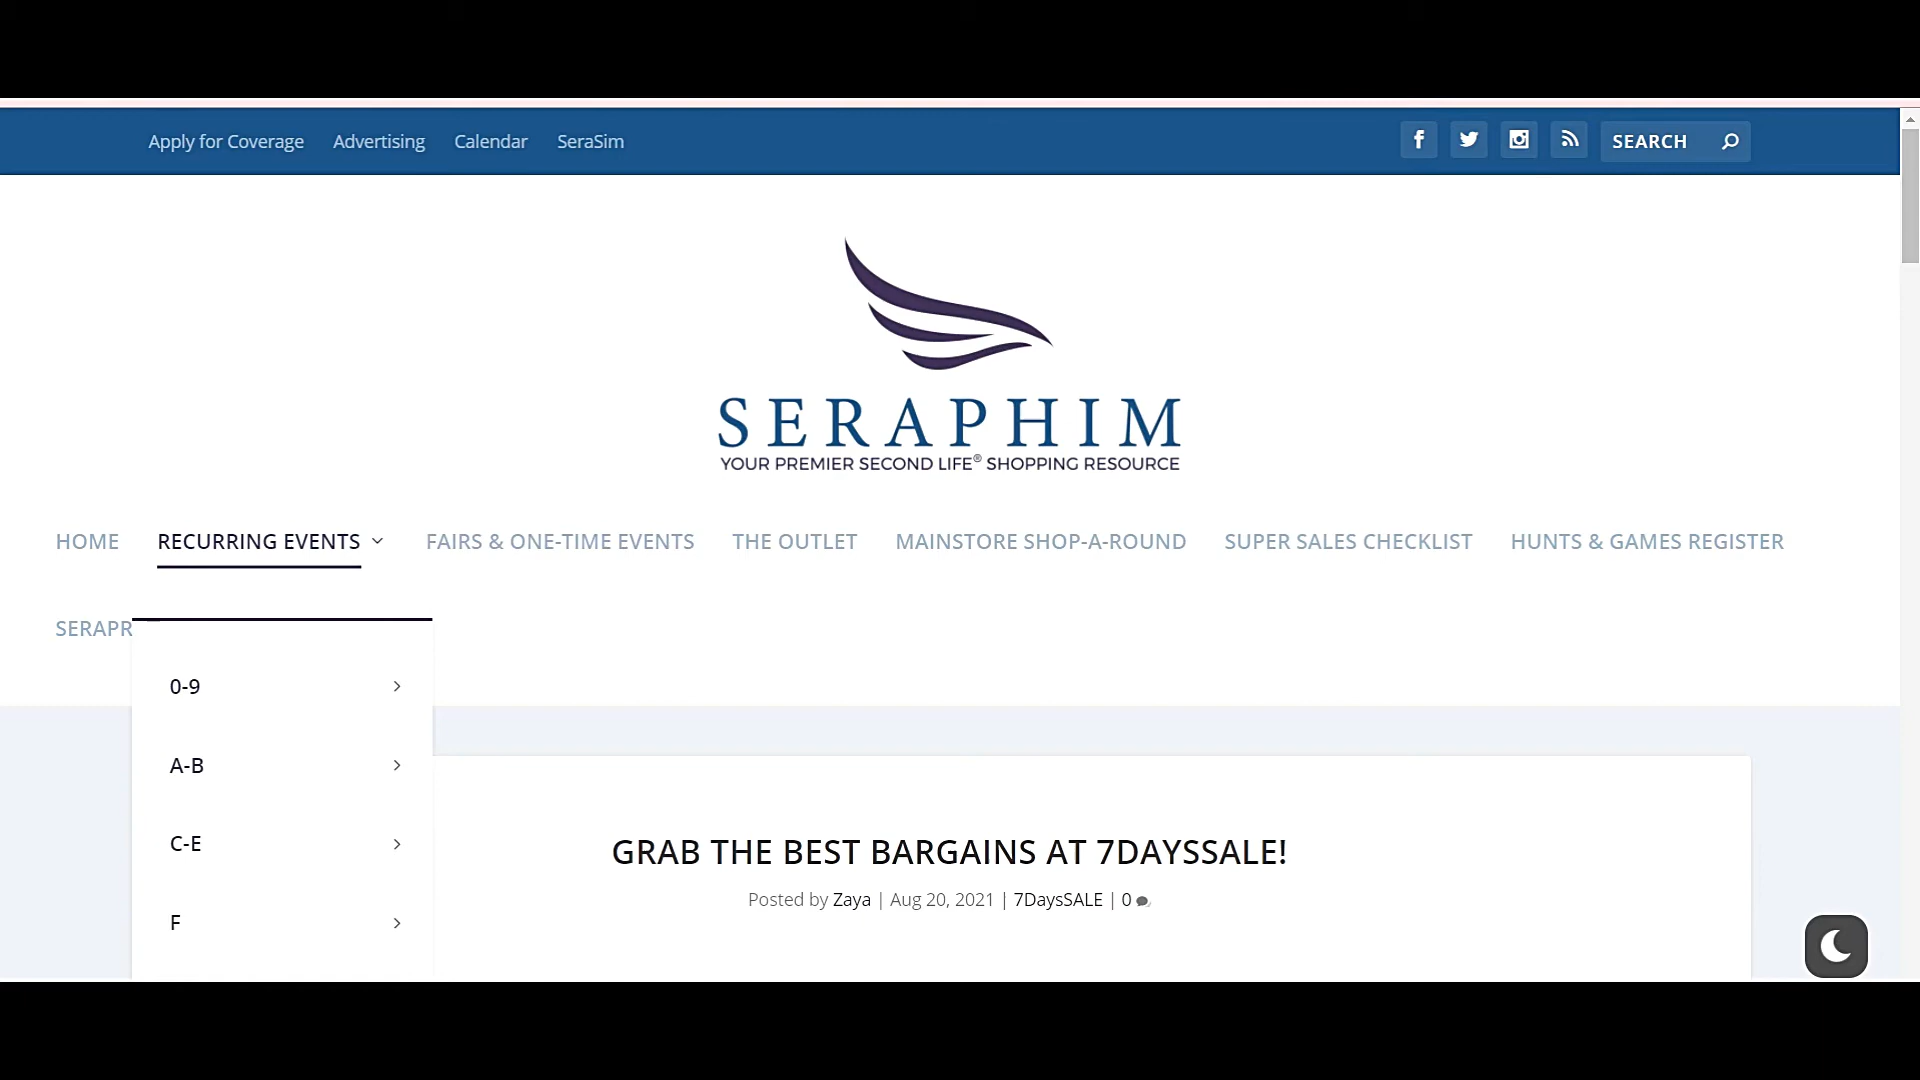 Apply for Coverage Advertising Calendar SeraSim SEARCH
SERAPHIM
YOUR PREMIER SECOND LIFE® SHOPPING RESOURCE
HOME RECURRING EVENTS FAIRS & ONE-TIME EVENTS THE OUTLET MAINSTORE SHOP-A-ROUND SUPER SALES CHECKLIST HUNTS & GAMES REGISTER
SERAPR
0-9
A-B
C-E
F
GRAB THE BEST BARGAINS AT 7DAYSSALE!
Posted by Zaya | Aug 20, 2021 | 7DaysSALE | 0